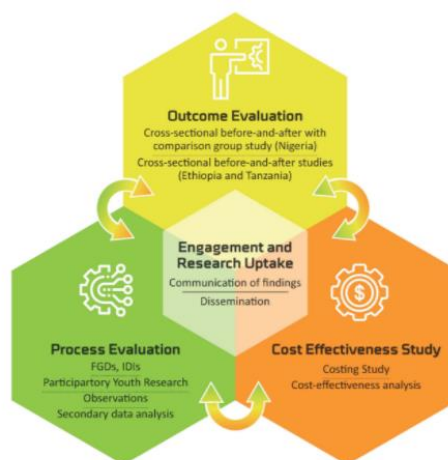 Outcome Evaluation
Cross-sectional before-and-after with
comparison group study (Nigeria)
Cross-sectional before-and-after studies
(Ethiopia and Tanzania)
Engagement and
Research Uptake
Communication of findings
Dissemination
Process Evaluation
FGDs, IDIs
Participartory Youth Research
Observations
Secondary data analysis
$
Cost Effectiveness Study
Costing Study
Cost-effectiveness analysis